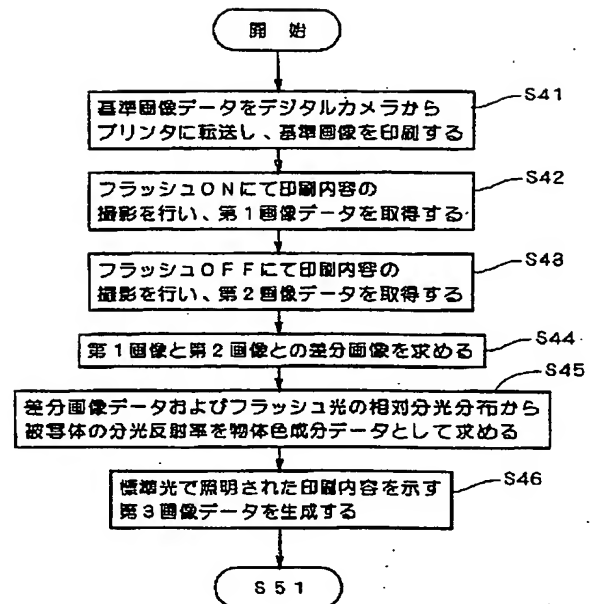 開 始
S41
基準画像データをデジタルカメラから
プリンタに転送し、基準画像を印刷する
S42
フラッシュONにて印刷内容の
撮影を行い、第1画像データを取得する
S43
フラッシュOFFにて印刷内容の
撮影を行い、第2画像データを取得する
S44
第1画像と第2画像との差分画像を求める
S45
差分画像データおよびフラッシュ光の相対分光分布から
被写体の分光反射率を物体色成分データとして求める
S46
標準光で照明された印刷内容を示す
第3画像データを生成する
S51